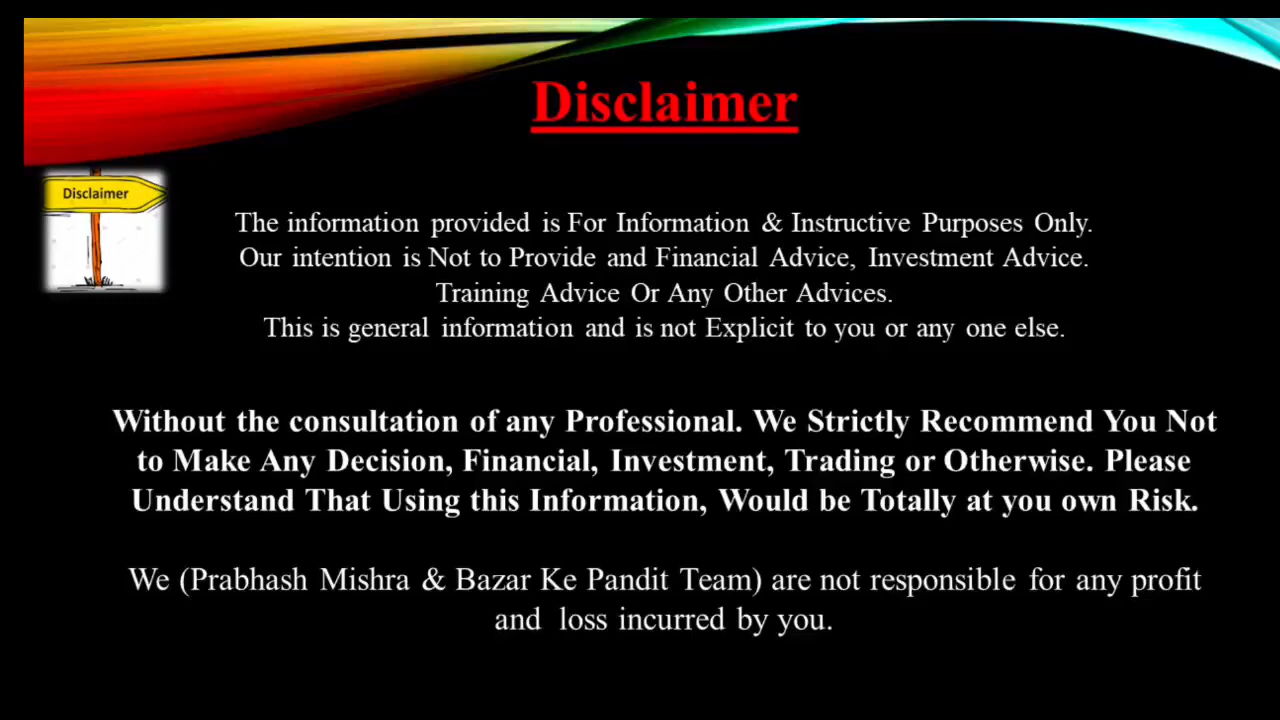 Disclaimer
Disclaimer
The information provided is For Information & Instructive Purposes Only.
Our intention is Not to Provide and Financial Advice, Investment Advice.
Training Advice Or Any Other Advices.
This is general information and is not Explicit to you or any one else.
Without the consultation of any Professional. We Strictly Recommend You Not
to Make Any Decision, Financial, Investment, Trading or Otherwise. Please
Understand That Using this Information, Would be Totally at you own Risk.
We (Prabhash Mishra & Bazar Ke Pandit Team) are not responsible for any profit
and loss incurred by you.